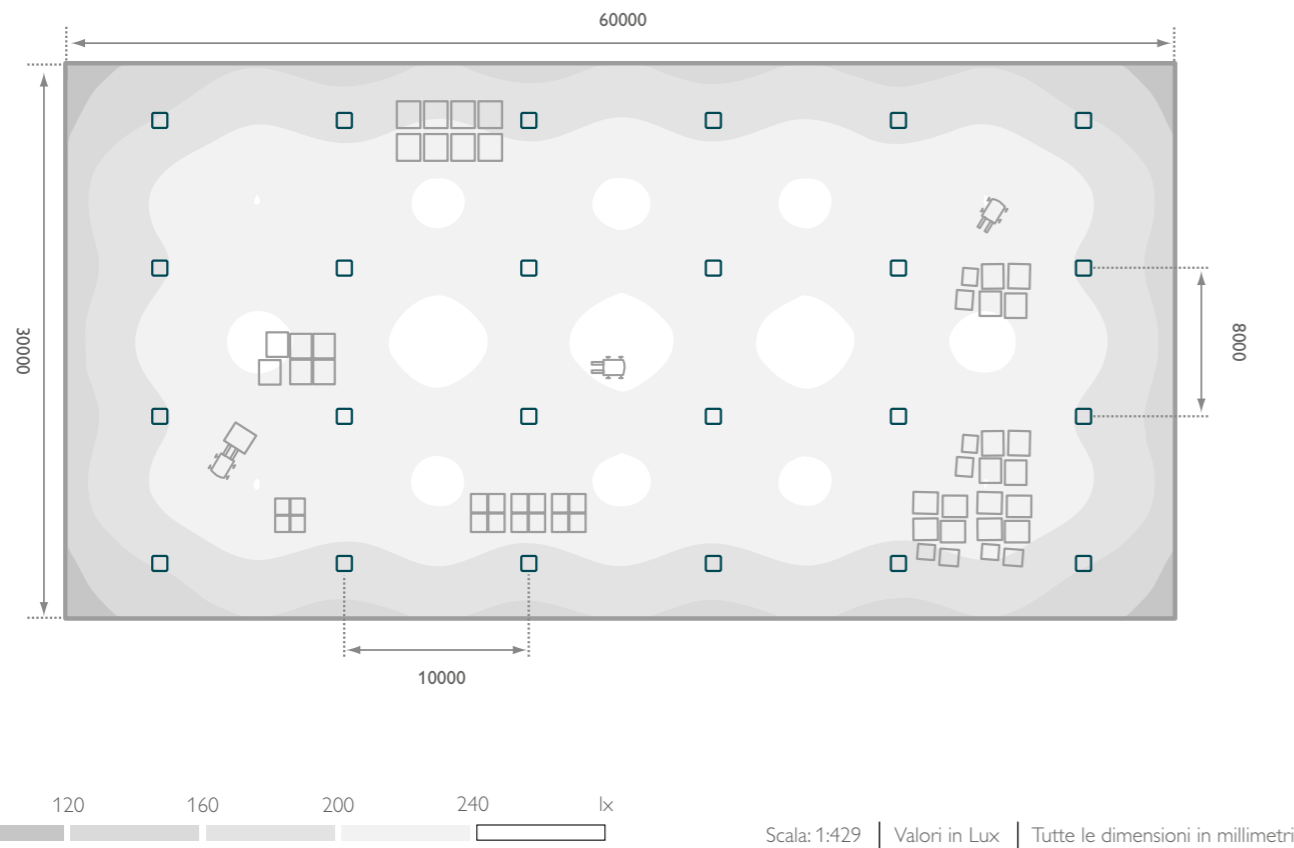 60000
30000
8000
10000
120 160 200 240 lx
Scala: 1:429 | Valori in Lux | Tutte le dimensioni in millimetri